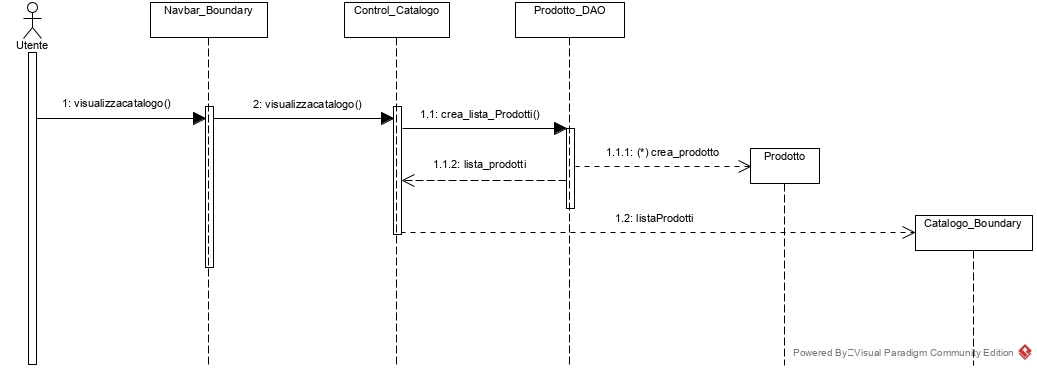 Utente
Navbar_Boundary
Control_Catalogo
Prodotto_DAO
1: visualizzacatalogo()
2: visualizzacatalogo()
1.1: crea_lista_Prodotti()
1.1.1: (*) crea_prodotto
Prodotto
1.1.2: lista_prodotti
1.2: listaProdotti
Catalogo_Boundary
Powered By Visual Paradigm Community Edition